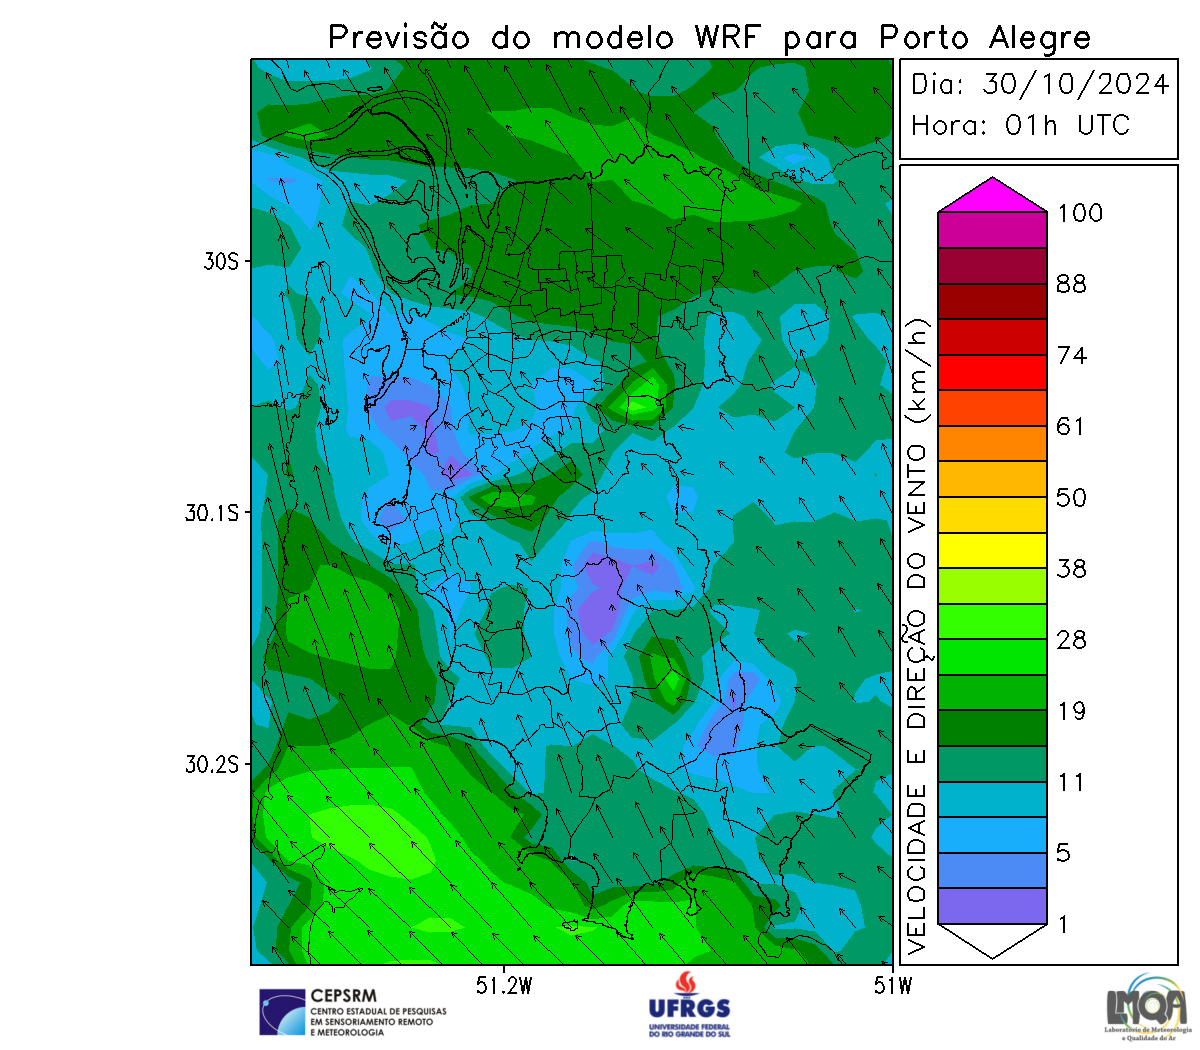 Previsão do modelo WRF para Porto Alegre
Dia: 30/10/2024
Hora: 01h UTC
30S
30.1S
30.2S
51.2W
51W
VELOCIDADE E DIREÇÃO DO VENTO (km/h)
100
88
74
61
50
38
28
19
11
5
1
CEPSRM
CENTRO ESTADUAL DE PESQUISAS
EM SENSORIAMENTO REMOTO
E METEOROLOGIA
UFRGS
UNIVERSIDADE FEDERAL
DO RIO GRANDE DO SUL
LMQA
Laboratório de Meteorologia
e Qualidade do Ar